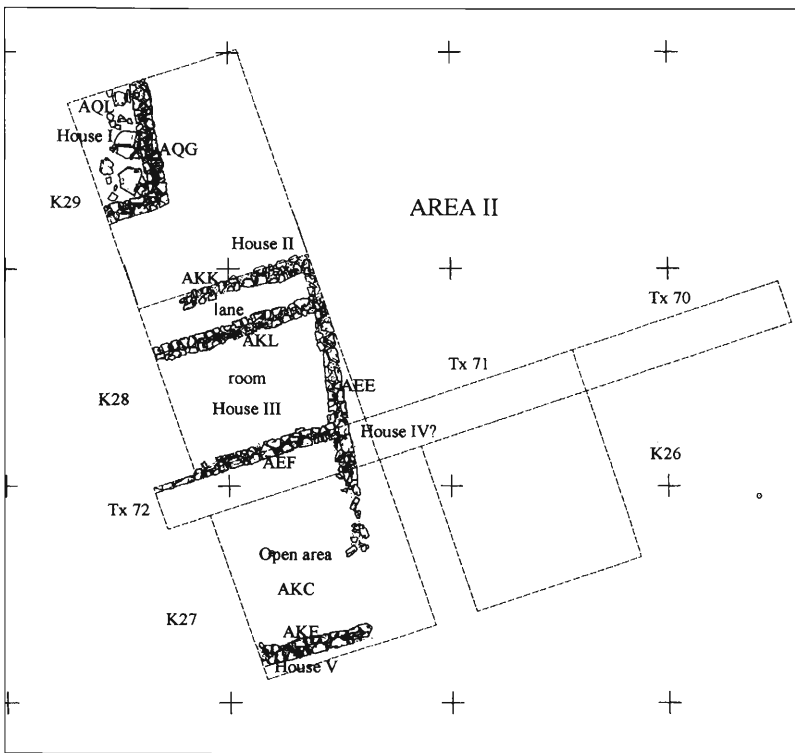 AQL
House I
AQG
K29
AREA II
House II
AKK
lane
Tx 70
AKL
Tx 71
room
AEE
K28
House III
House IV?
AEF
K26
Tx 72
Open area
AKC
K27
AKE
House V